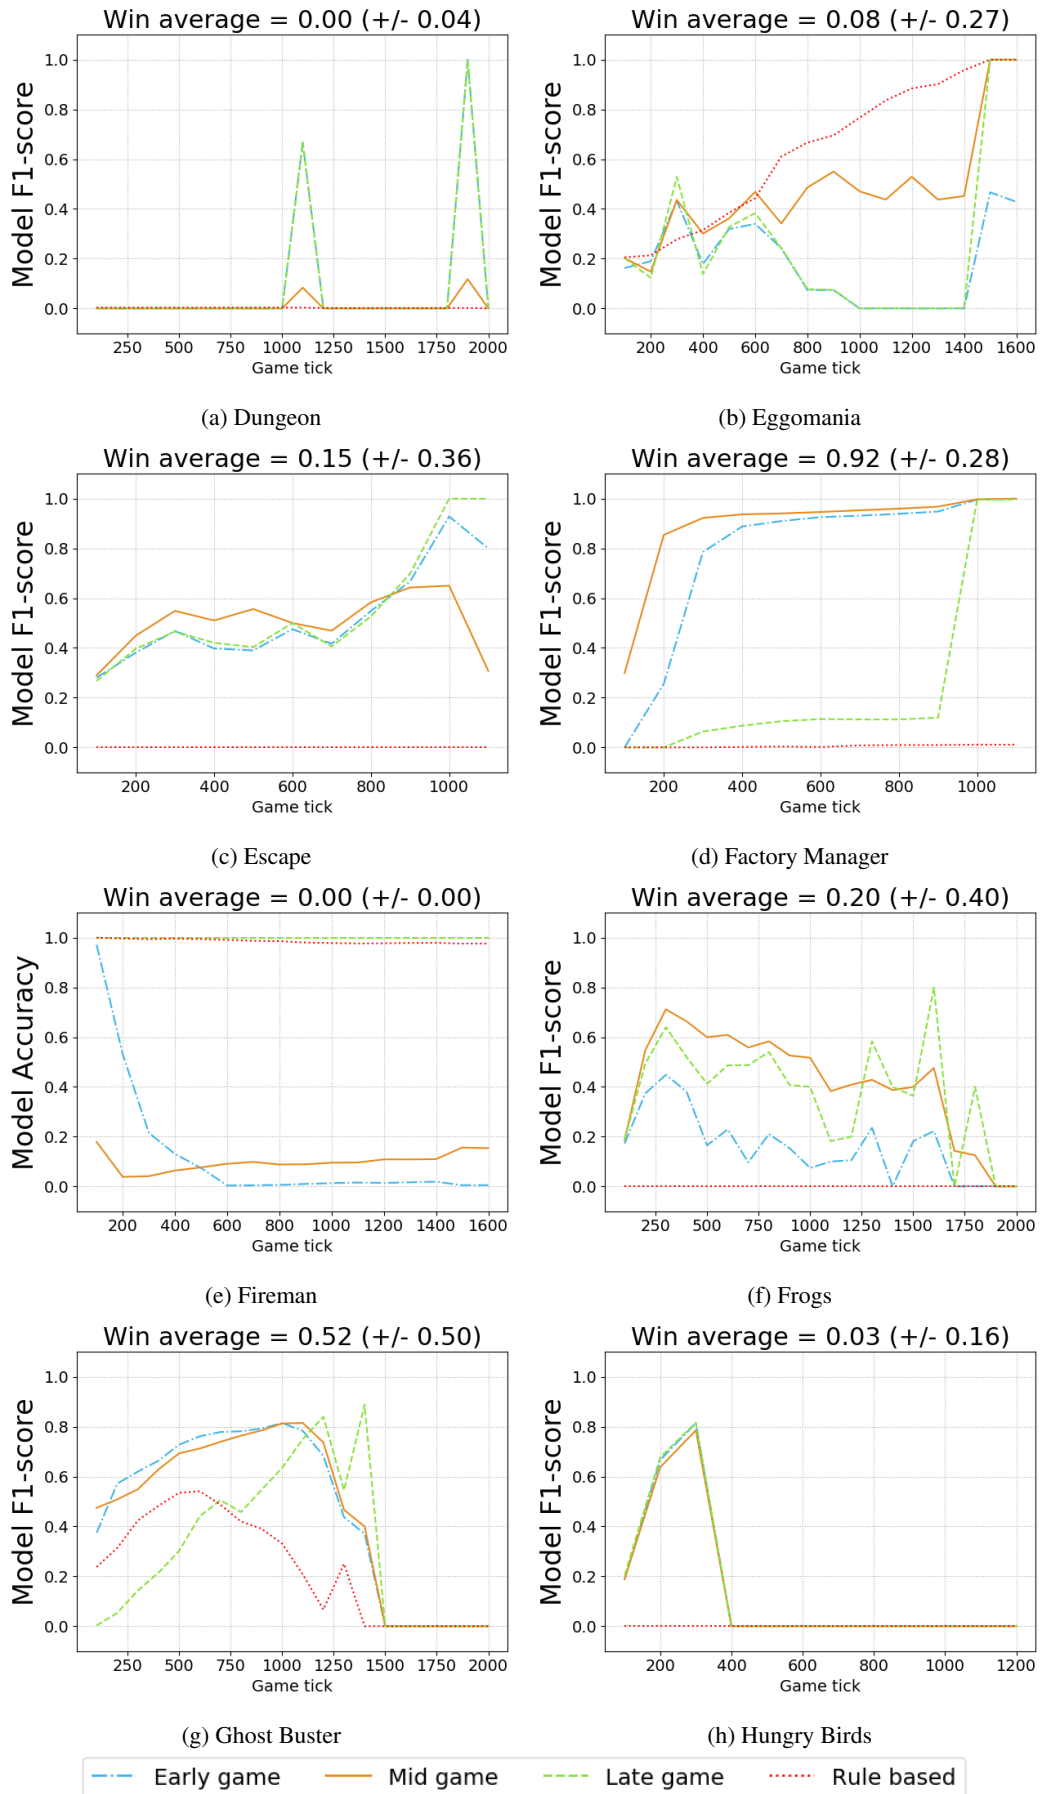 Win average = 0.00 (+/- 0.04)
Model F1-score
1.0
0.8
0.6
0.4
0.2
0.0
250 500 750 1000 1250 1500 1750 2000
Game tick
(a) Dungeon
Win average = 0.08 (+/- 0.27)
Model F1-score
1.0
0.8
0.6
0.4
0.2
0.0
200 400 600 800 1000 1200 1400 1600
Game tick
(b) Eggomania
Win average = 0.15 (+/- 0.36)
Model F1-score
1.0
0.8
0.6
0.4
0.2
0.0
200 400 600 800 1000
Game tick
(c) Escape
Win average = 0.92 (+/- 0.28)
Model F1-score
1.0
0.8
0.6
0.4
0.2
0.0
200 400 600 800 1000
Game tick
(d) Factory Manager
Win average = 0.00 (+/- 0.00)
Model Accuracy
1.0
0.8
0.6
0.4
0.2
0.0
200 400 600 800 1000 1200 1400 1600
Game tick
(e) Fireman
Win average = 0.20 (+/- 0.40)
Model F1-score
1.0
0.8
0.6
0.4
0.2
0.0
250 500 750 1000 1250 1500 1750 2000
Game tick
(f) Frogs
Win average = 0.52 (+/- 0.50)
Model F1-score
1.0
0.8
0.6
0.4
0.2
0.0
250 500 750 1000 1250 1500 1750 2000
Game tick
(g) Ghost Buster
Win average = 0.03 (+/- 0.16)
Model F1-score
1.0
0.8
0.6
0.4
0.2
0.0
200 400 600 800 1000 1200
Game tick
(h) Hungry Birds
Early game Mid game Late game Rule based